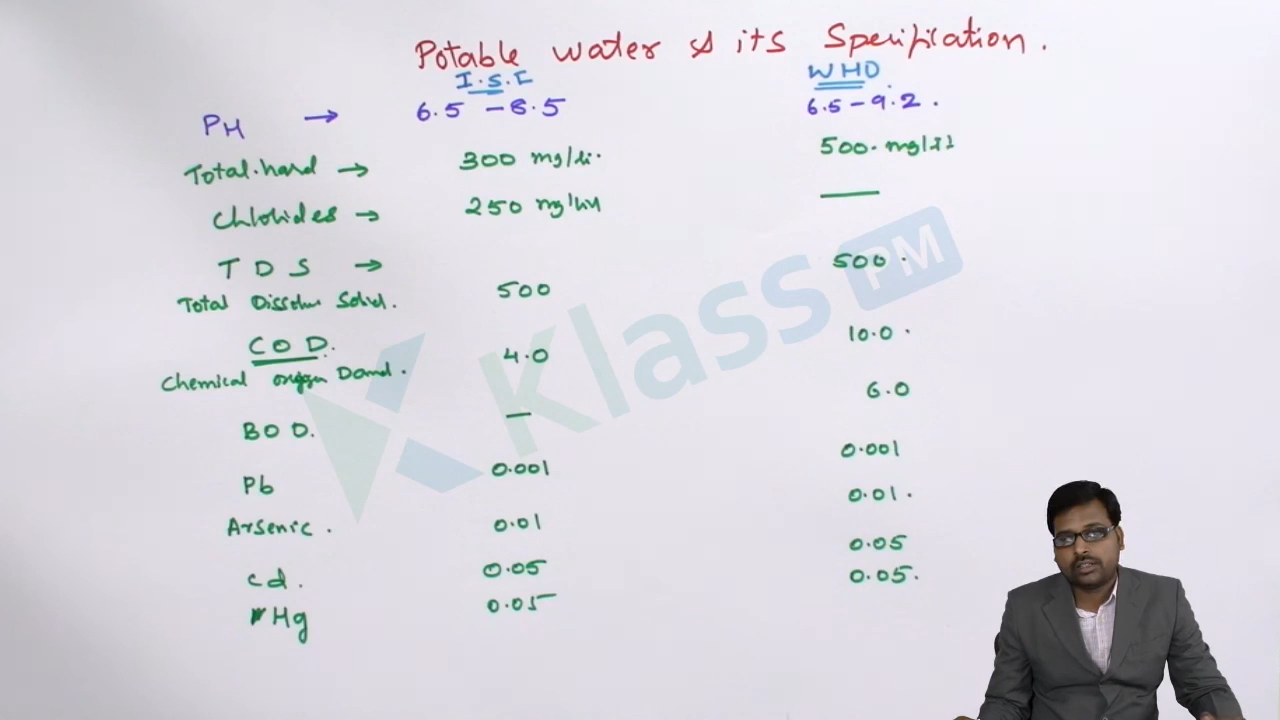 Potable water & its Specification.
I.S.I WHO
PH → 6.5 - 8.5 6.5 - 9.2.
Total.hard → 300 mg/li. 500. mg/lit
Chlorides → 250 mg/lit —
T D S → 500 500.
Total Dissolve Solid.
C O D. 4.0 10.0.
Chemical oxygen Demand.
B O D. — 6.0
Pb 0.001 0.001
Arsenic. 0.01 0.01.
cd. 0.05 0.05
Hg 0.05 0.05.
Klass PM